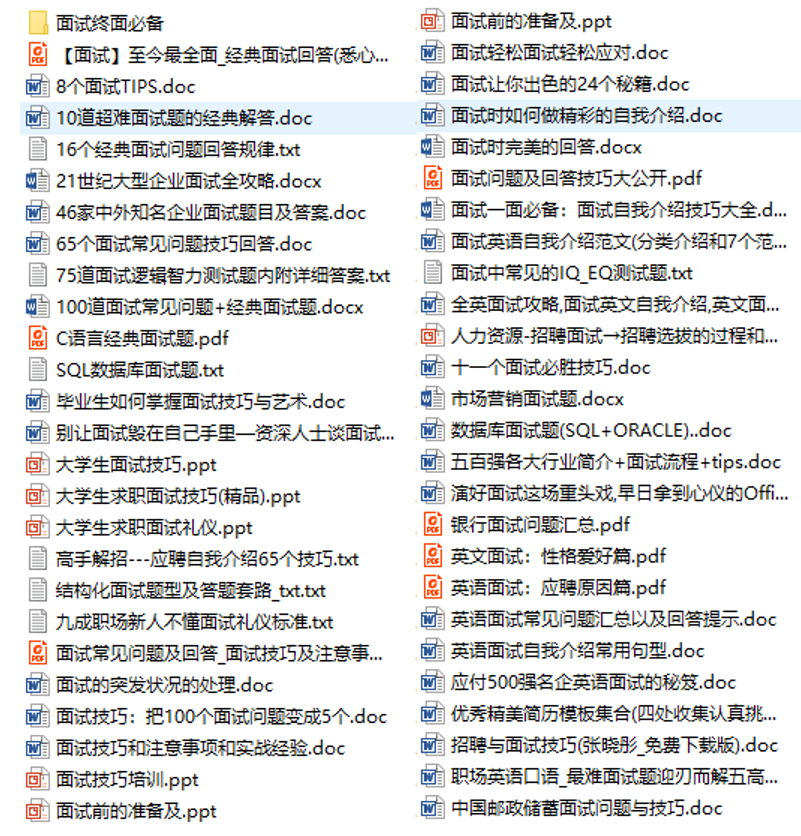 面试终面必备
【面试】至今最全面_经典面试回答(悉心...
8个面试TIPS.doc
10道超难面试题的经典解答.doc
16个经典面试问题回答规律.txt
21世纪大型企业面试全攻略.docx
46家中外知名企业面试题目及答案.doc
65个面试常见问题技巧回答.doc
75道面试逻辑智力测试题内附详细答案.txt
100道面试常见问题+经典面试题.docx
C语言经典面试题.pdf
SQL数据库面试题.txt
毕业生如何掌握面试技巧与艺术.doc
别让面试毁在自己手里—资深人士谈面试...
大学生面试技巧.ppt
大学生求职面试技巧(精品).ppt
大学生求职面试礼仪.ppt
高手解招---应聘自我介绍65个技巧.txt
结构化面试题型及答题套路_txt.txt
九成职场新人不懂面试礼仪标准.txt
面试常见问题及回答_面试技巧及注意事...
面试的突发状况的处理.doc
面试技巧：把100个面试问题变成5个.doc
面试技巧和注意事项和实战经验.doc
面试技巧培训.ppt
面试前的准备及.ppt
面试前的准备及.ppt
面试轻松面试轻松应对.doc
面试让你出色的24个秘籍.doc
面试时如何做精彩的自我介绍.doc
面试时完美的回答.docx
面试问题及回答技巧大公开.pdf
面试一面必备：面试自我介绍技巧大全.d...
面试英语自我介绍范文(分类介绍和7个范...
面试中常见的IQ_EQ测试题.txt
全英面试攻略,面试英文自我介绍,英文面...
人力资源-招聘面试→招聘选拔的过程和...
十一个面试必胜技巧.doc
市场营销面试题.docx
数据库面试题(SQL+ORACLE)..doc
五百强各大行业简介+面试流程+tips.doc
演好面试这场重头戏,早日拿到心仪的Offi...
银行面试问题汇总.pdf
英文面试：性格爱好篇.pdf
英语面试：应聘原因篇.pdf
英语面试常见问题汇总以及回答提示.doc
英语面试自我介绍常用句型.doc
应付500强名企英语面试的秘笈.doc
优秀精美简历模板集合(四处收集认真挑...
招聘与面试技巧(张晓彤_免费下载版).doc
职场英语口语_最难面试题迎刃而解五高...
中国邮政储蓄面试问题与技巧.doc